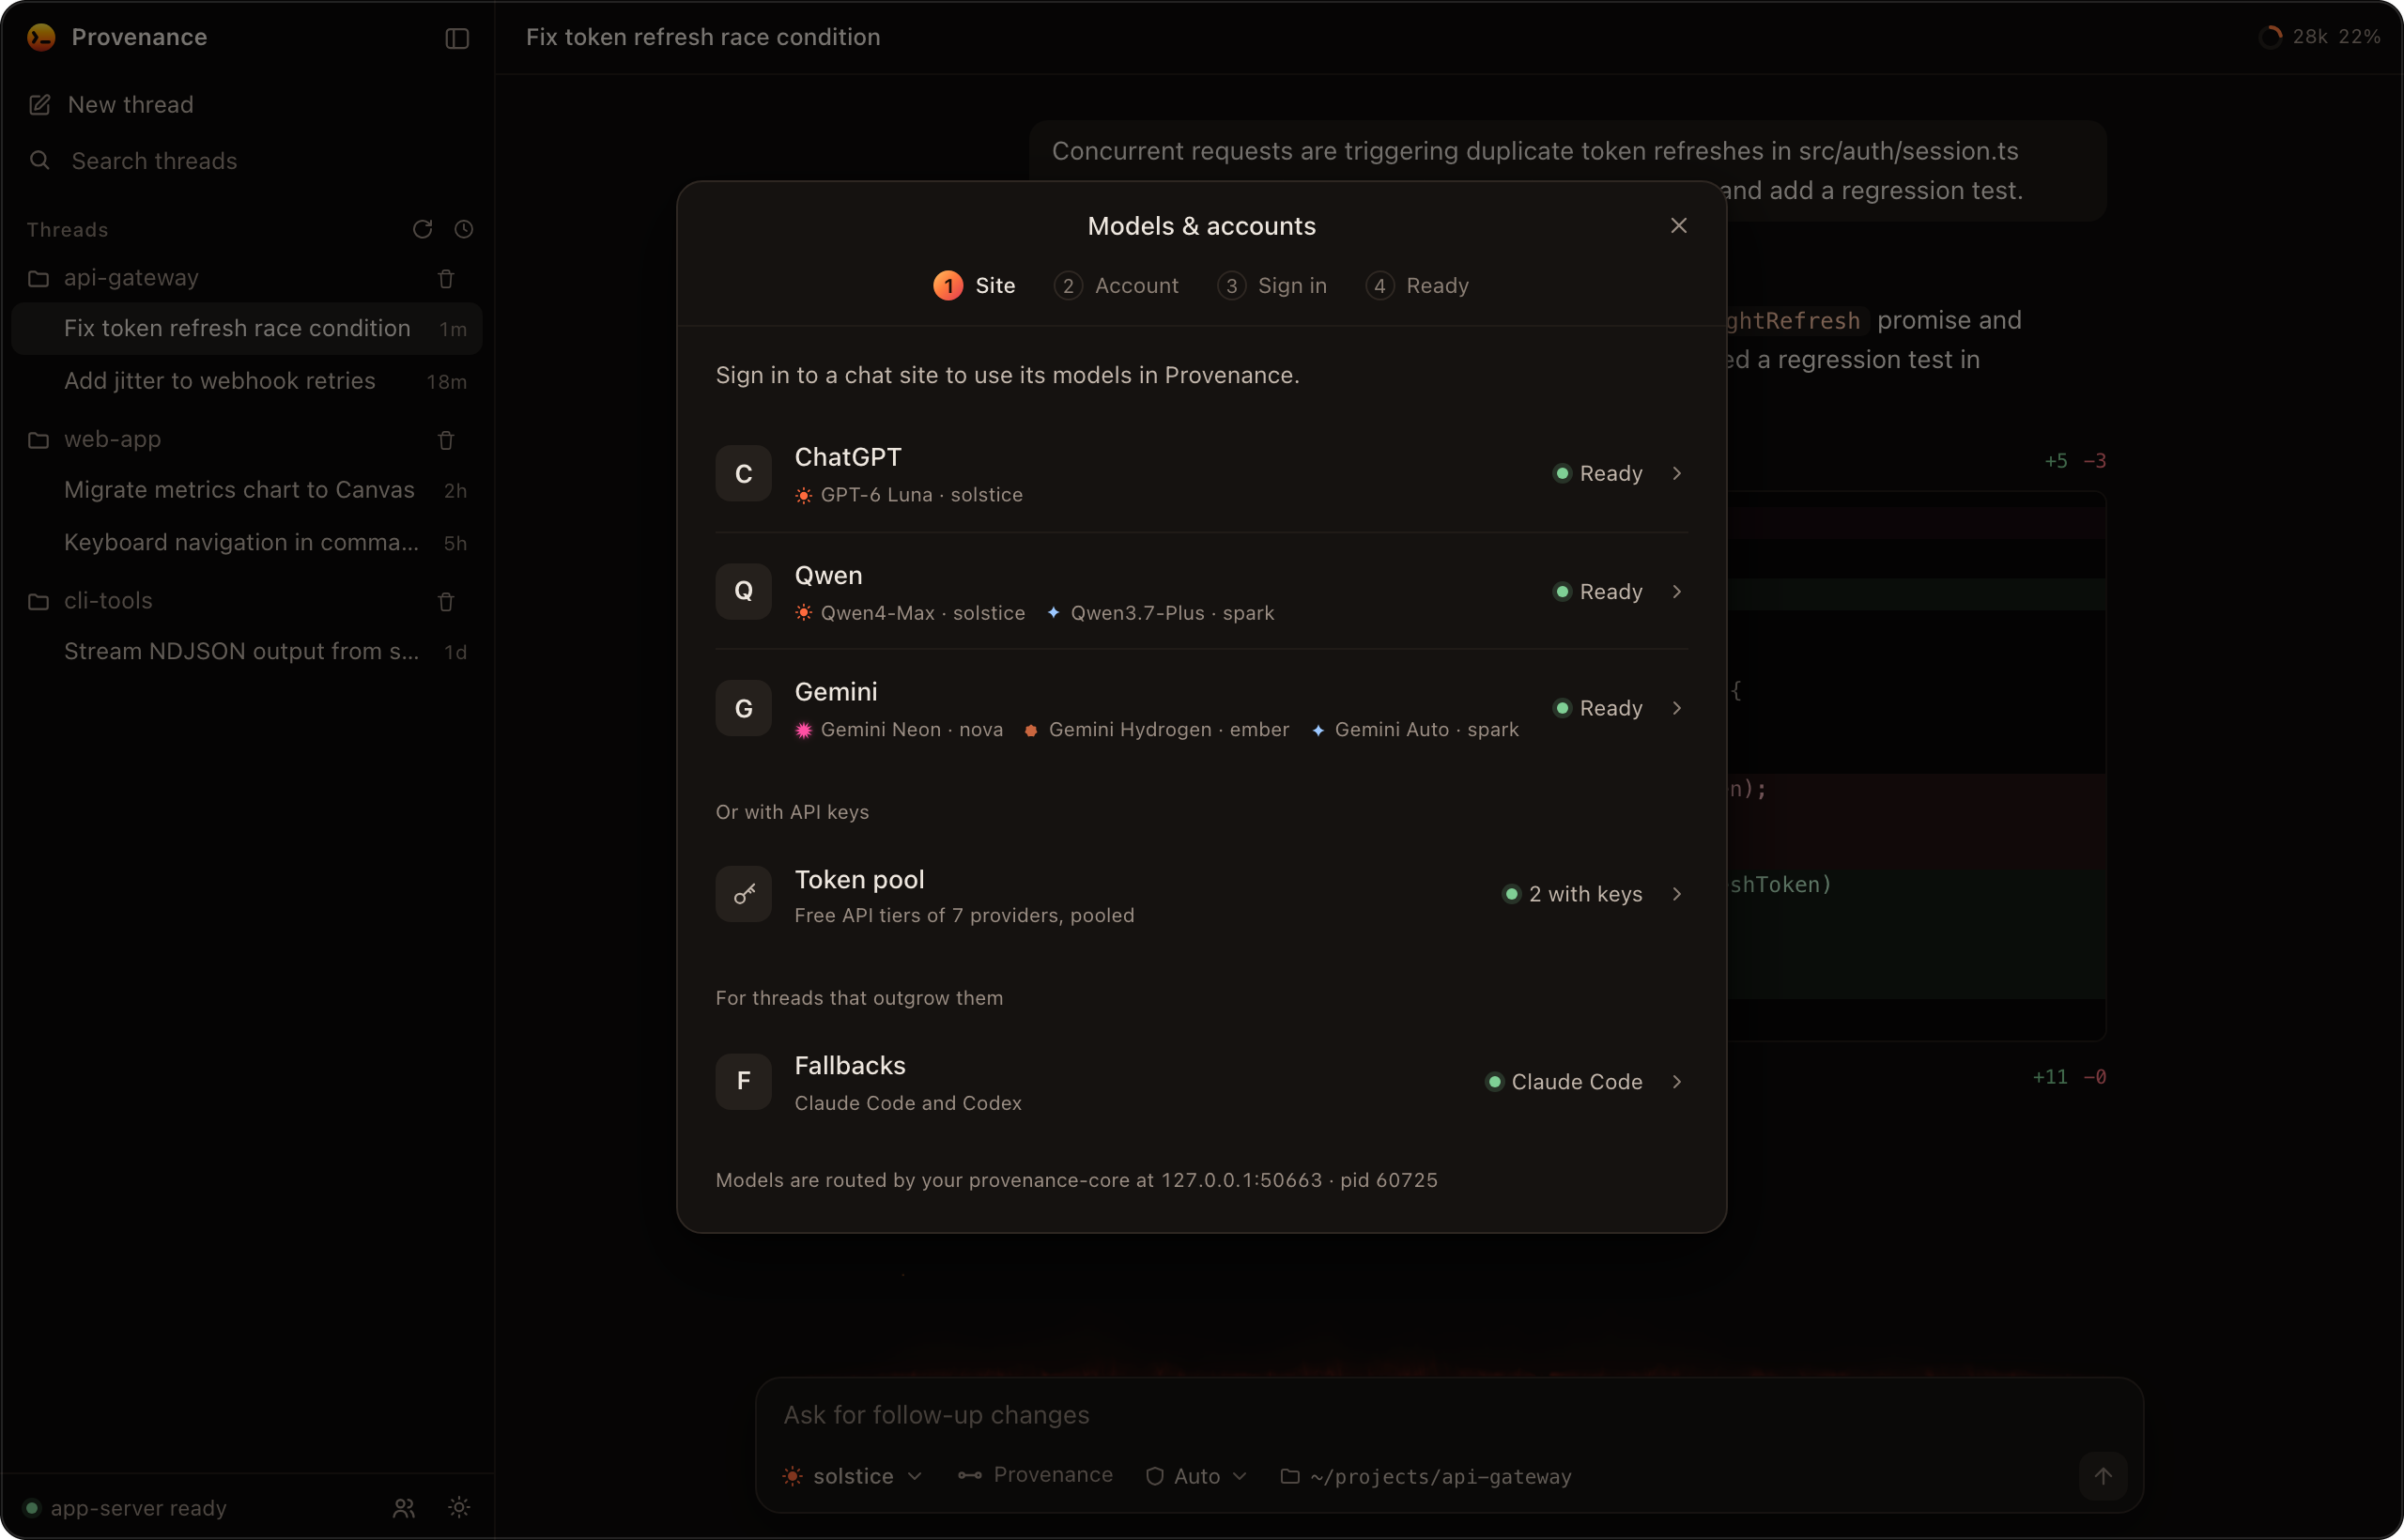 Provenance
New thread
Search threads
Threads
api-gateway
Fix token refresh race condition 1m
Add jitter to webhook retries 18m
web-app
Migrate metrics chart to Canvas 2h
Keyboard navigation in comma... 5h
cli-tools
Stream NDJSON output from s... 1d
app-server ready
Fix token refresh race condition
28k 22%
Concurrent requests are triggering duplicate token refreshes in src/auth/session.ts
and add a regression test.
ghtRefresh promise and
ed a regression test in
+5 −3
{
n);
shToken)
+11 −0
Models & accounts
1 Site 2 Account 3 Sign in 4 Ready
Sign in to a chat site to use its models in Provenance.
C ChatGPT
GPT-6 Luna · solstice
Ready
Q Qwen
Qwen4-Max · solstice Qwen3.7-Plus · spark
Ready
G Gemini
Gemini Neon · nova Gemini Hydrogen · ember Gemini Auto · spark
Ready
Or with API keys
Token pool
Free API tiers of 7 providers, pooled
2 with keys
For threads that outgrow them
F Fallbacks
Claude Code and Codex
Claude Code
Models are routed by your provenance-core at 127.0.0.1:50663 · pid 60725
Ask for follow-up changes
solstice Provenance Auto ~/projects/api-gateway